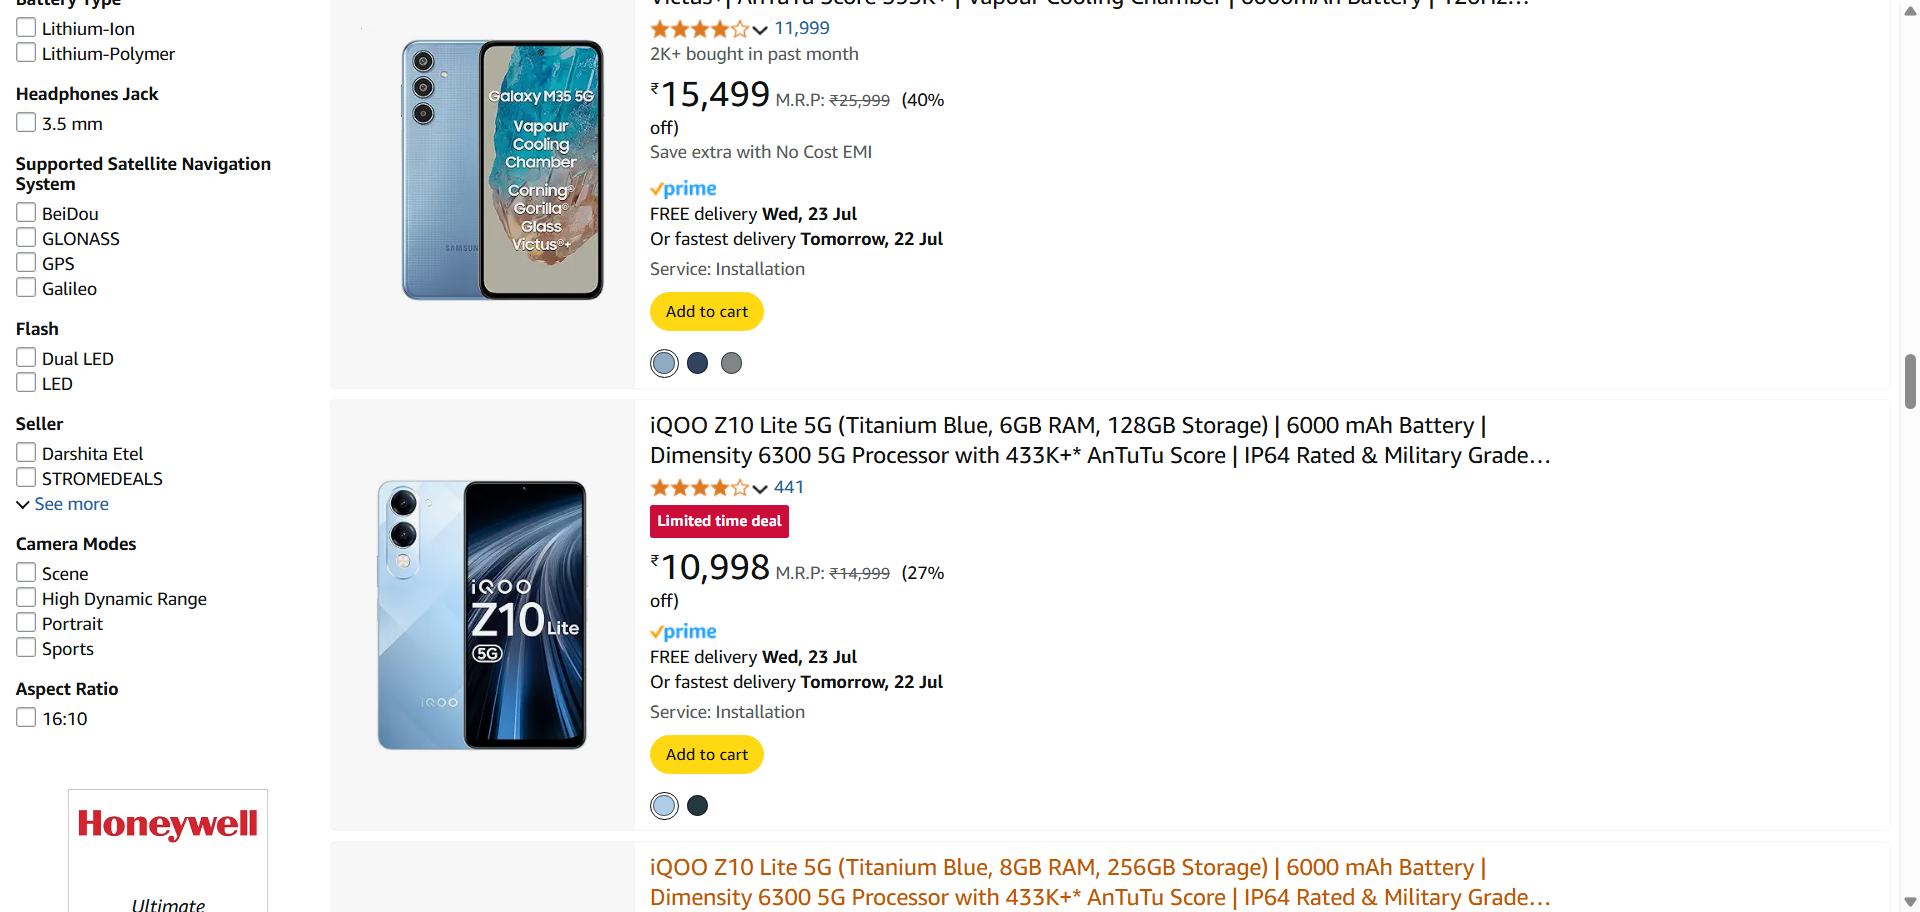 Battery Type
Lithium-Ion
Lithium-Polymer
Headphones Jack
3.5 mm
Supported Satellite Navigation
System
BeiDou
GLONASS
GPS
Galileo
Flash
Dual LED
LED
Seller
Darshita Etel
STROMEDEALS
See more
Camera Modes
Scene
High Dynamic Range
Portrait
Sports
Aspect Ratio
16:10
Honeywell
Ultimate
Galaxy M35 5G
Vapour
Cooling
Chamber
Corning®
Gorilla®
Glass
Victus®+
SAMSUN
Victus+| AnTuTu Score 595K+ | Vapour Cooling Chamber | 6000mAh Battery | 120Hz…
11,999
2K+ bought in past month
₹15,499 M.R.P: ₹25,999 (40%
off)
Save extra with No Cost EMI
prime
FREE delivery Wed, 23 Jul
Or fastest delivery Tomorrow, 22 Jul
Service: Installation
Add to cart
iQOO
Z10 Lite
5G
iQOO
iQOO Z10 Lite 5G (Titanium Blue, 6GB RAM, 128GB Storage) | 6000 mAh Battery |
Dimensity 6300 5G Processor with 433K+* AnTuTu Score | IP64 Rated & Military Grade…
441
Limited time deal
₹10,998 M.R.P: ₹14,999 (27%
off)
prime
FREE delivery Wed, 23 Jul
Or fastest delivery Tomorrow, 22 Jul
Service: Installation
Add to cart
iQOO Z10 Lite 5G (Titanium Blue, 8GB RAM, 256GB Storage) | 6000 mAh Battery |
Dimensity 6300 5G Processor with 433K+* AnTuTu Score | IP64 Rated & Military Grade…